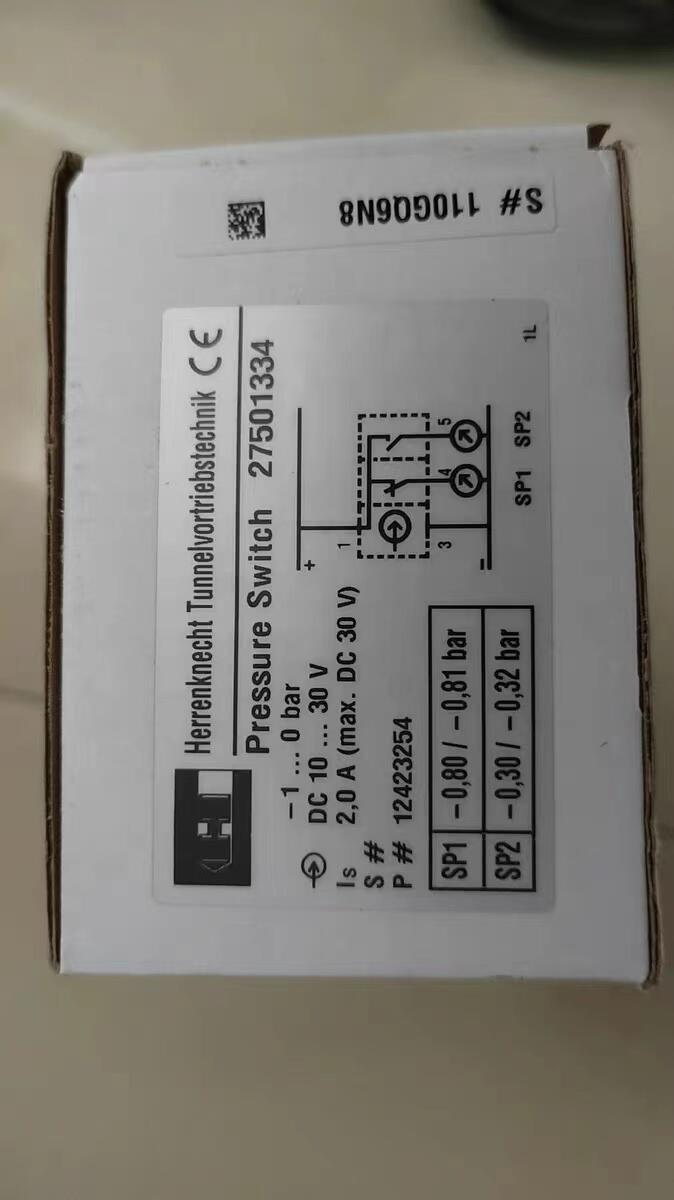 Herrenknecht Tunnelvortriebstechnik CE
Pressure Switch 27501334
-1 ... 0 bar
DC 10 ... 30 V
Is 2,0 A (max. DC 30 V)
S #
P # 12423254
SP1 -0,80 / -0,81 bar
SP2 -0,30 / -0,32 bar
+
1
3
4
5
-
SP1 SP2
1L
S# 110GQ6N8